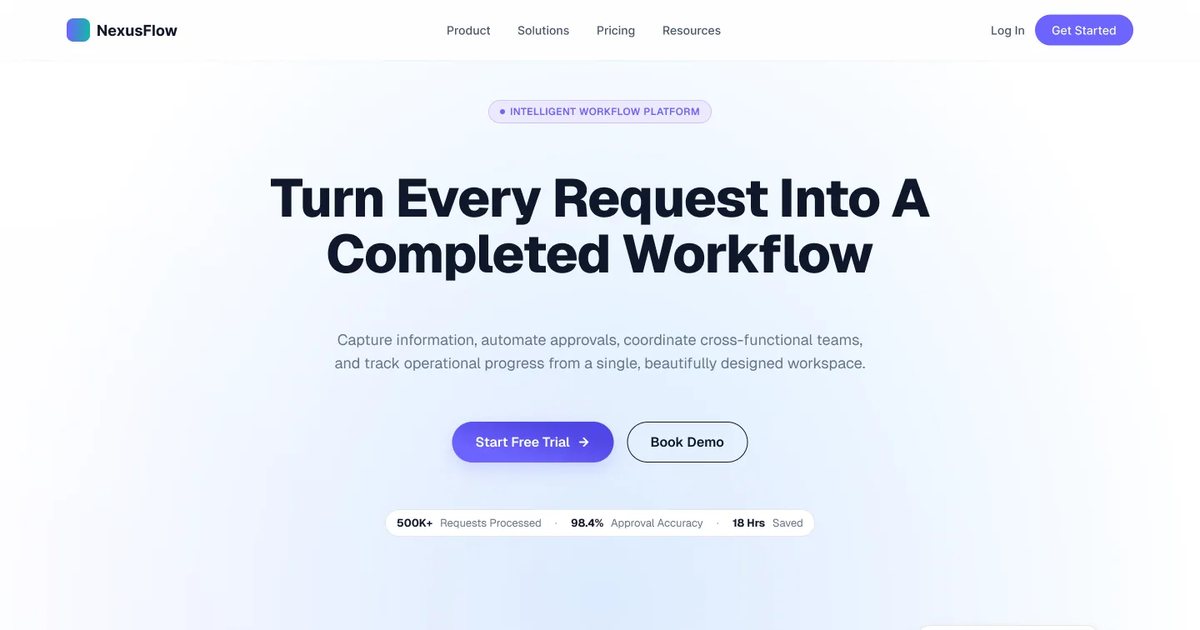 NexusFlow
Product
Solutions
Pricing
Resources
Log In
Get Started
INTELLIGENT WORKFLOW PLATFORM
Turn Every Request Into A
Completed Workflow
Capture information, automate approvals, coordinate cross-functional teams,
and track operational progress from a single, beautifully designed workspace.
Start Free Trial →
Book Demo
500K+ Requests Processed · 98.4% Approval Accuracy · 18 Hrs Saved